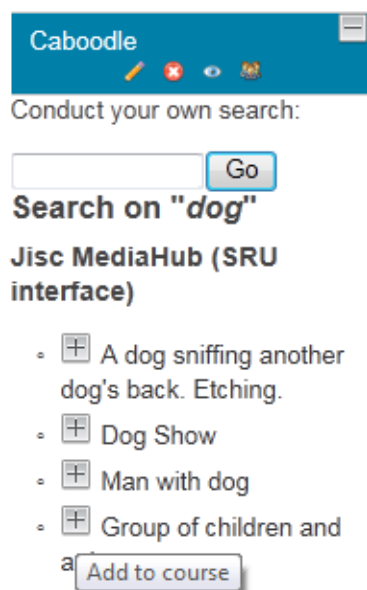 Caboodle
Conduct your own search:
Go
Search on "dog"
Jisc MediaHub (SRU
interface)
A dog sniffing another
dog's back. Etching.
Dog Show
Man with dog
Group of children and
Add to course